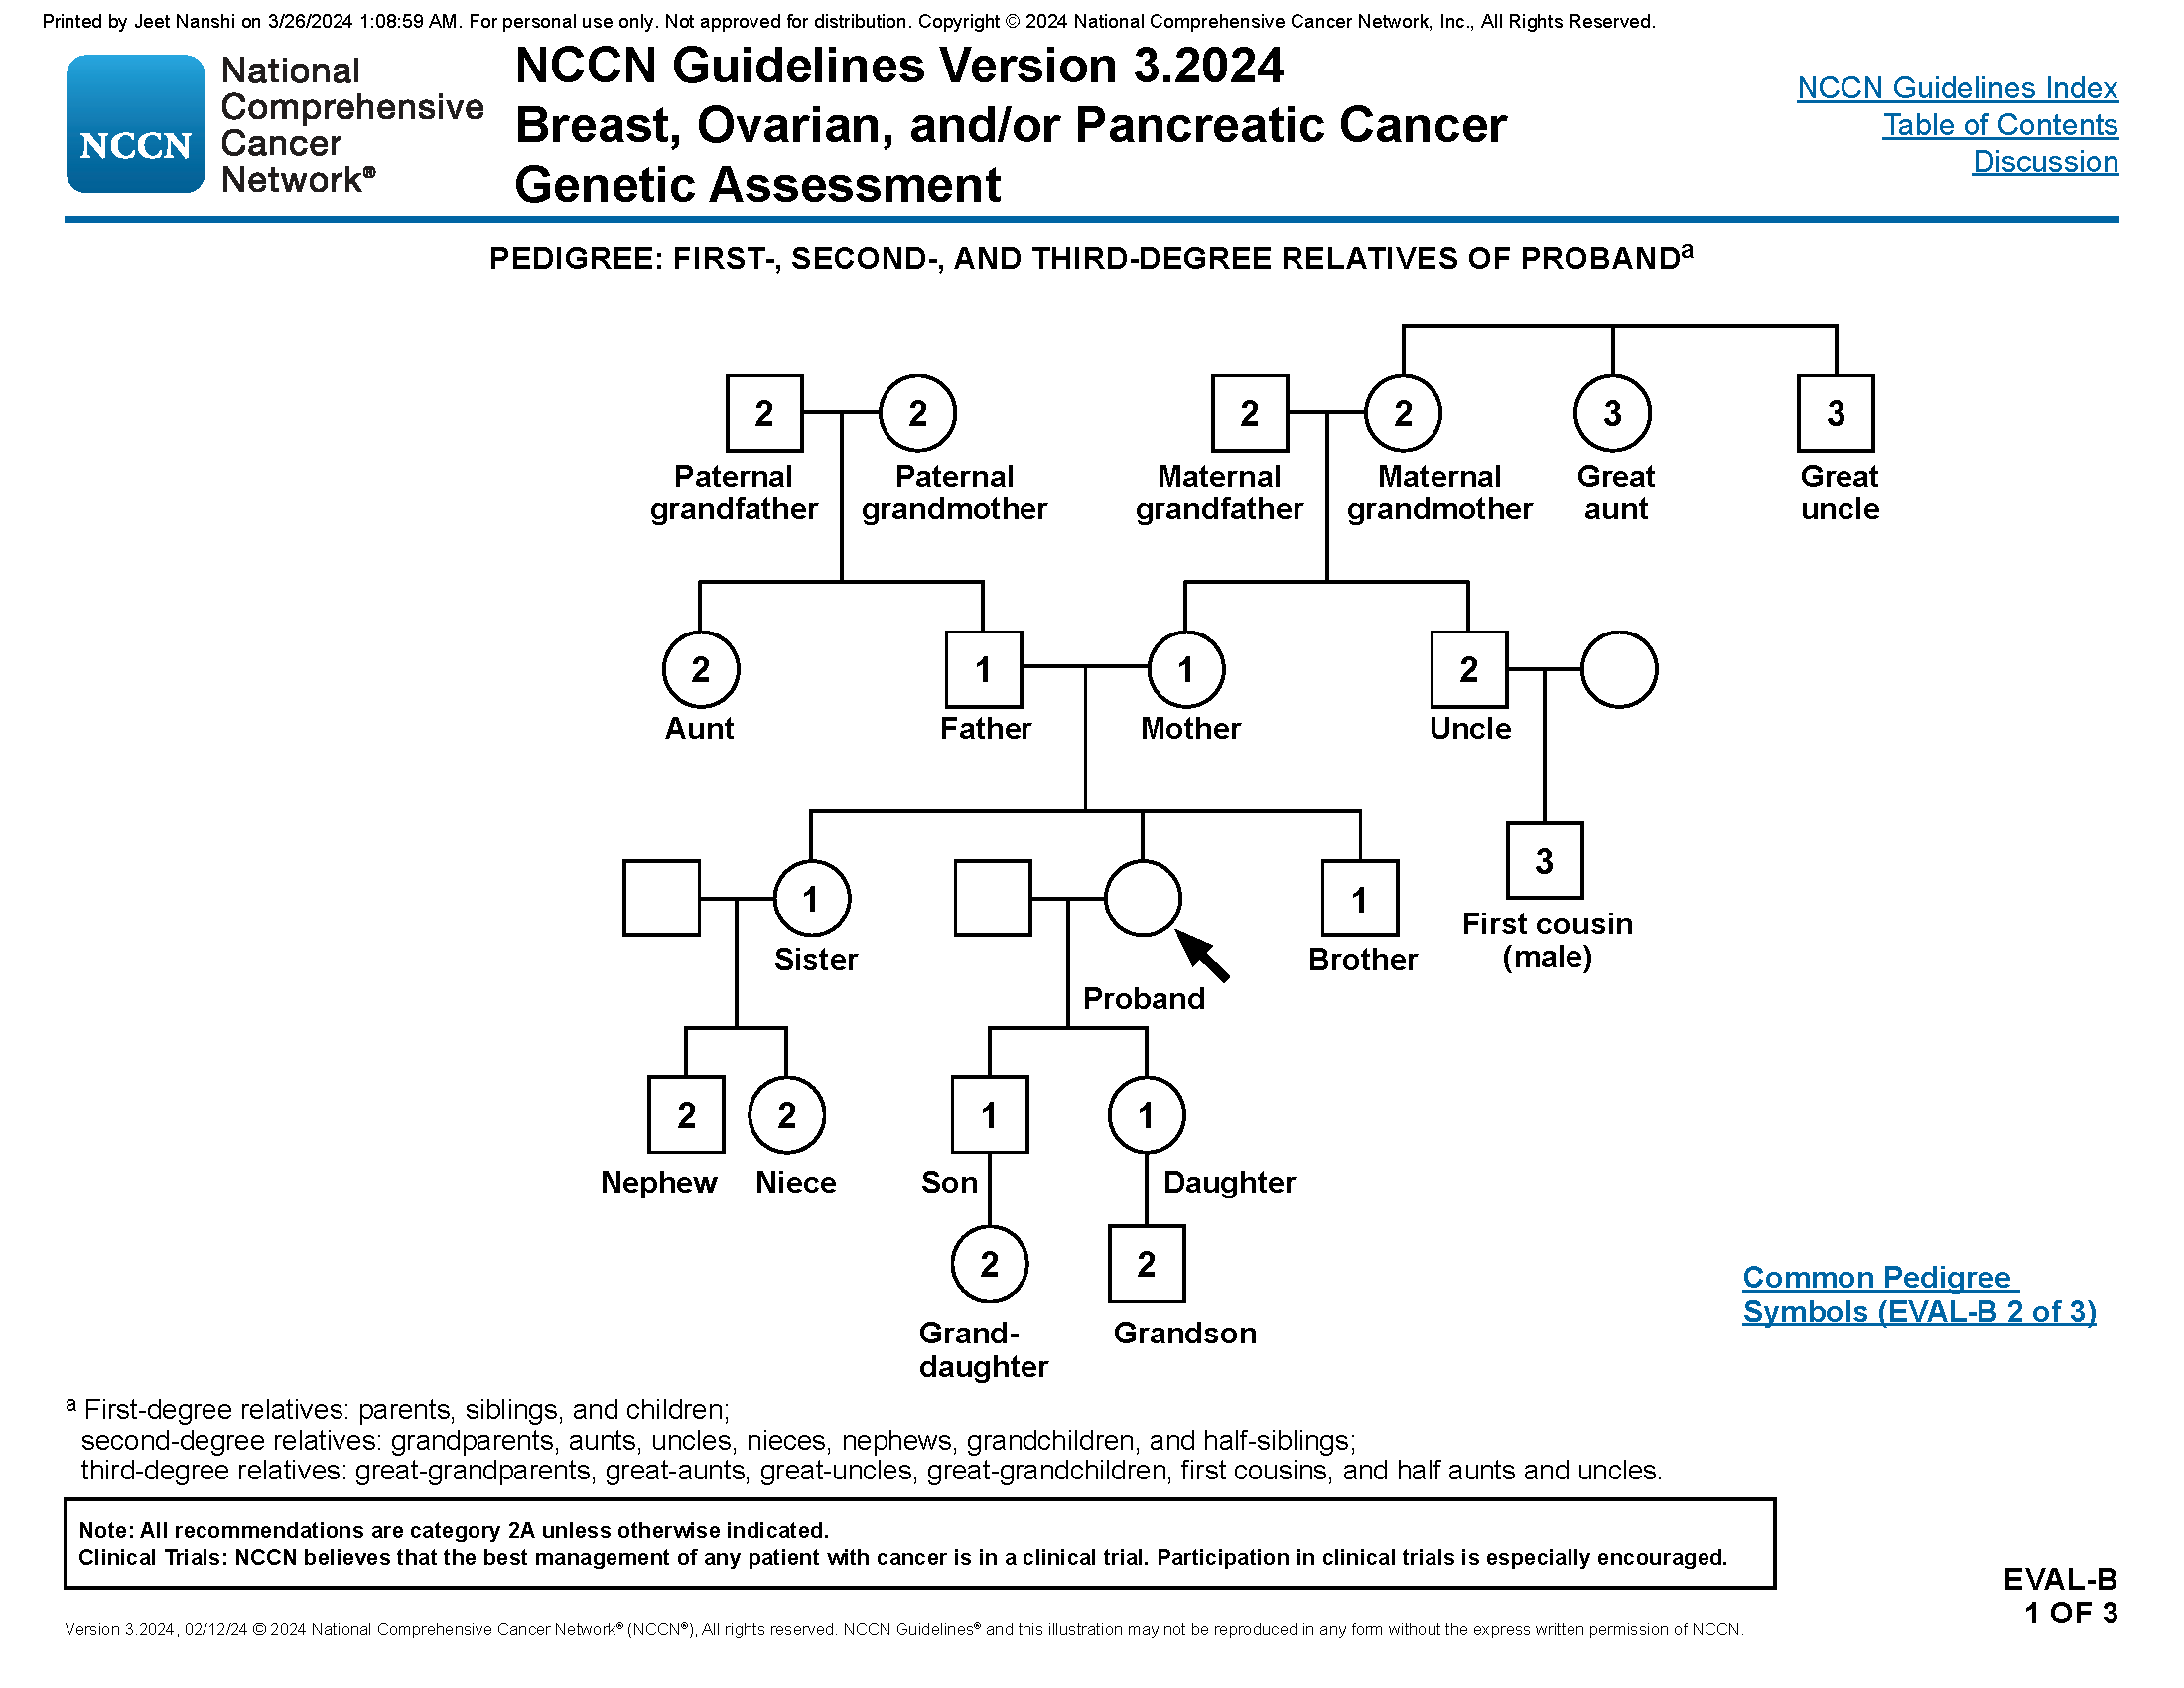 Printed by Jeet Nanshi on 3/26/2024 1:08:59 AM. For personal use only. Not approved for distribution. Copyright © 2024 National Comprehensive Cancer Network, Inc., All Rights Reserved.
NCCN
National
Comprehensive
Cancer
Network®
NCCN Guidelines Version 3.2024
Breast, Ovarian, and/or Pancreatic Cancer
Genetic Assessment
NCCN Guidelines Index
Table of Contents
Discussion
PEDIGREE: FIRST-, SECOND-, AND THIRD-DEGREE RELATIVES OF PROBANDa
2 2 2 2 3 3
Paternal grandfather
Paternal grandmother
Maternal grandfather
Maternal grandmother
Great aunt
Great uncle
2 1 1 2
Aunt Father Mother Uncle
3
First cousin
(male)
1 1
Sister Brother
Proband
2 2 1 1
Nephew Niece Son Daughter
2 2
Grand-
daughter
Grandson
Common Pedigree
Symbols (EVAL-B 2 of 3)
a First-degree relatives: parents, siblings, and children;
second-degree relatives: grandparents, aunts, uncles, nieces, nephews, grandchildren, and half-siblings;
third-degree relatives: great-grandparents, great-aunts, great-uncles, great-grandchildren, first cousins, and half aunts and uncles.
Note: All recommendations are category 2A unless otherwise indicated.
Clinical Trials: NCCN believes that the best management of any patient with cancer is in a clinical trial. Participation in clinical trials is especially encouraged.
EVAL-B
1 OF 3
Version 3.2024, 02/12/24 © 2024 National Comprehensive Cancer Network® (NCCN®), All rights reserved. NCCN Guidelines® and this illustration may not be reproduced in any form without the express written permission of NCCN.